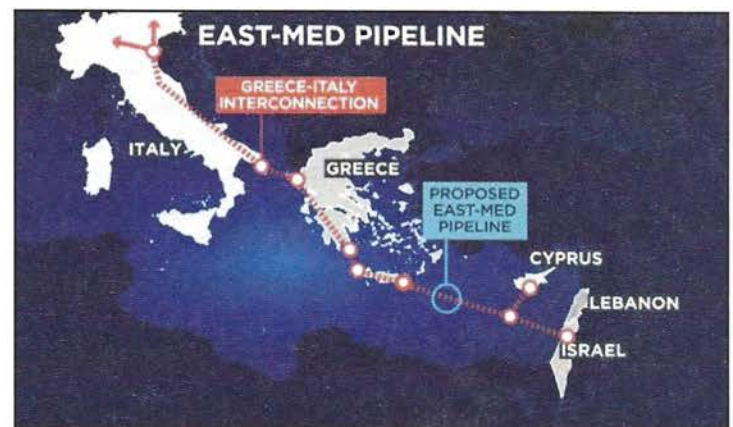 EAST-MED PIPELINE
GREECE-ITALY
INTERCONNECTION
ITALY
GREECE
PROPOSED
EAST-MED
PIPELINE
CYPRUS
LEBANON
ISRAEL